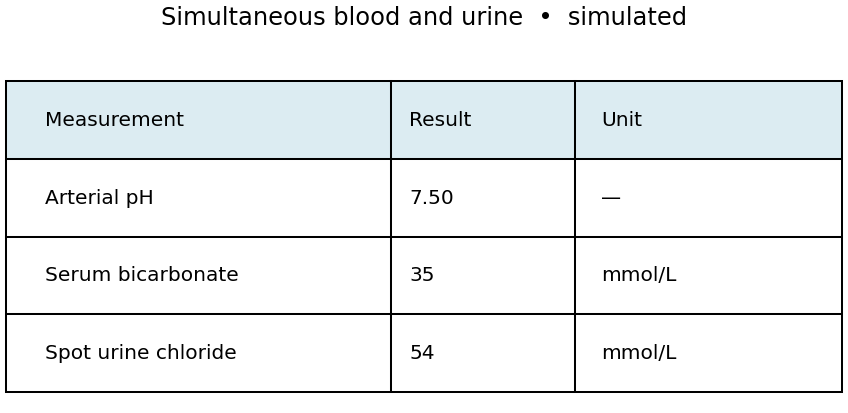 Simultaneous blood and urine • simulated
Measurement Result Unit
Arterial pH 7.50 —
Serum bicarbonate 35 mmol/L
Spot urine chloride 54 mmol/L